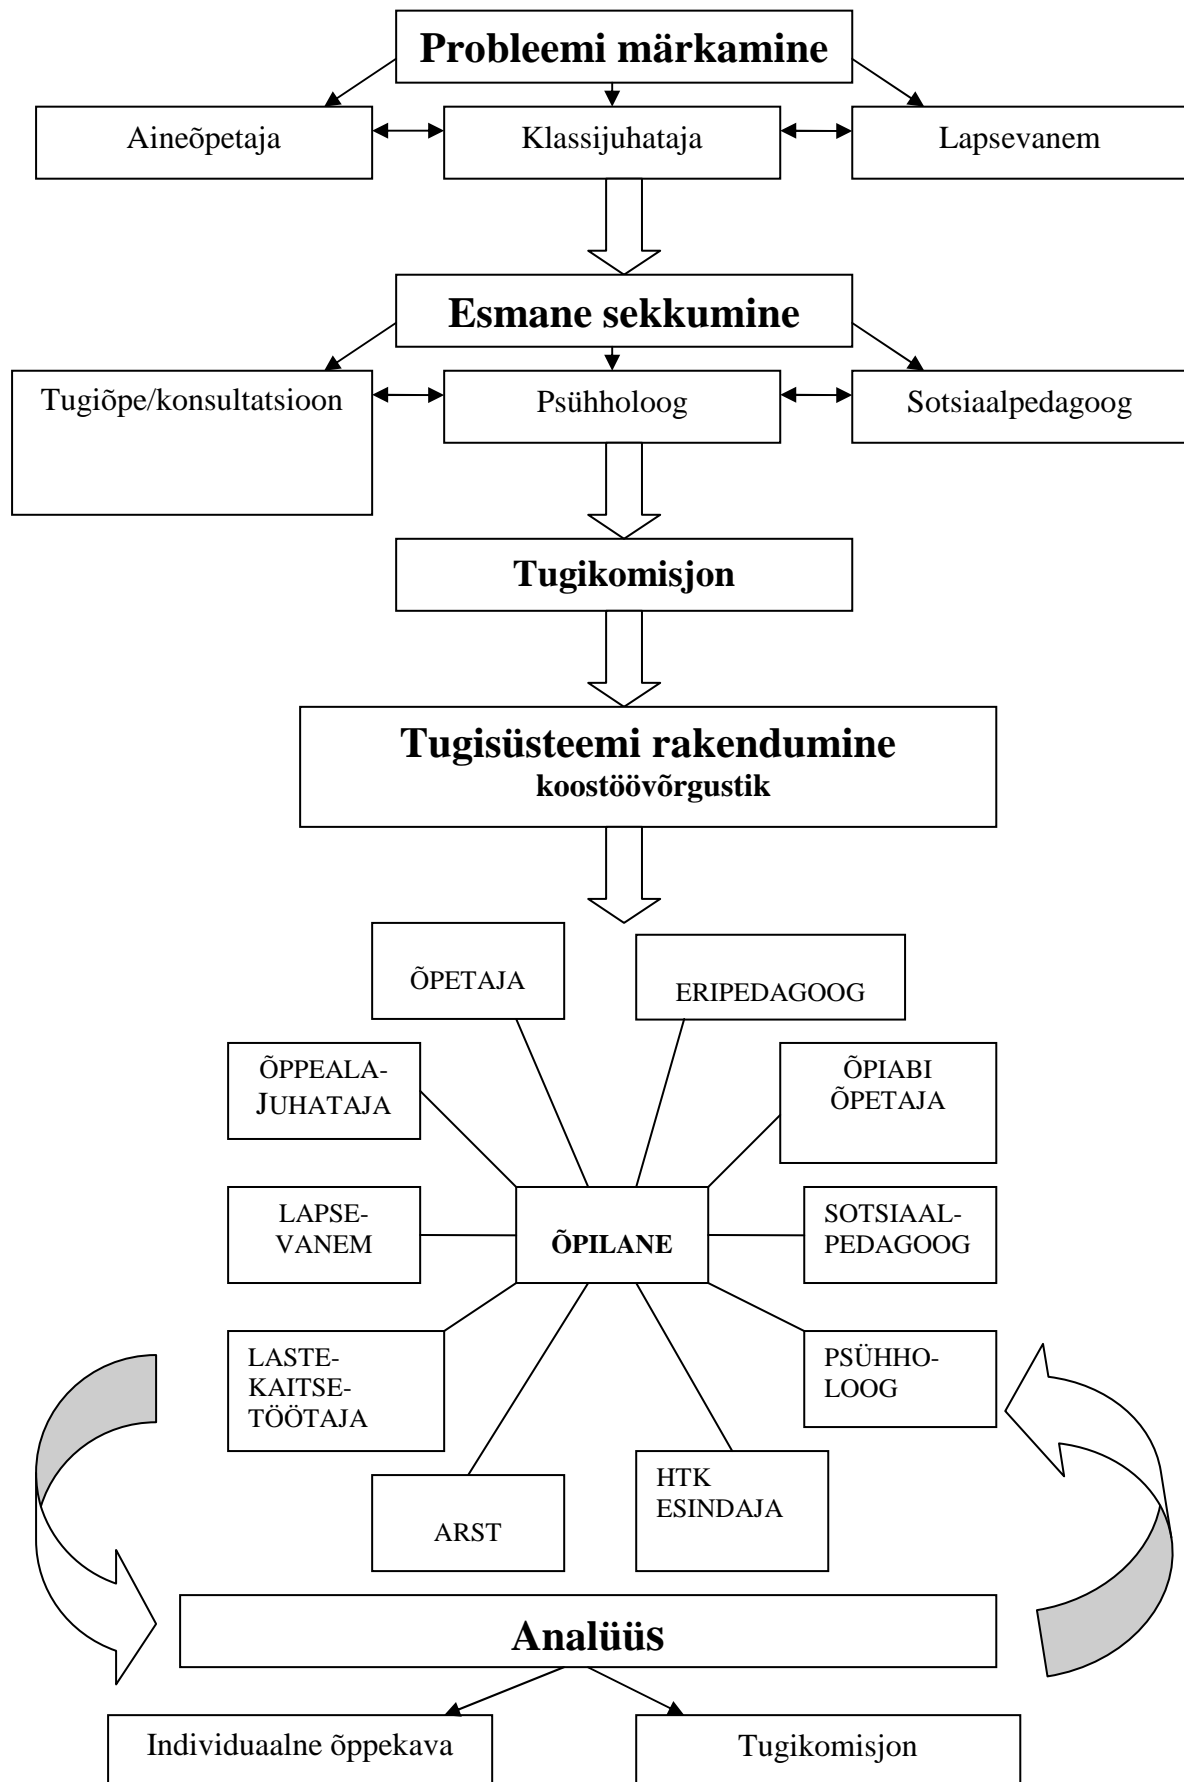 Probleemi märkamine
Aineõpetaja
Klassijuhataja
Lapsevanem
Esmane sekkumine
Tugiõpe/konsultatsioon
Psühholoog
Sotsiaalpedagoog
Tugikomisjon
Tugisüsteemi rakendumine
koostöövõrgustik
ÕPETAJA
ERIPEDAGOOG
ÕPPEALA-
JUHATAJA
ÕPIABI
ÕPETAJA
LAPSE-
VANEM
ÕPILANE
SOTSIAAL-
PEDAGOOG
LASTE-
KAITSE-
TÖÖTAJA
PSÜHHO-
LOOG
ARST
HTK
ESINDAJA
Analüüs
Individuaalne õppekava
Tugikomisjon